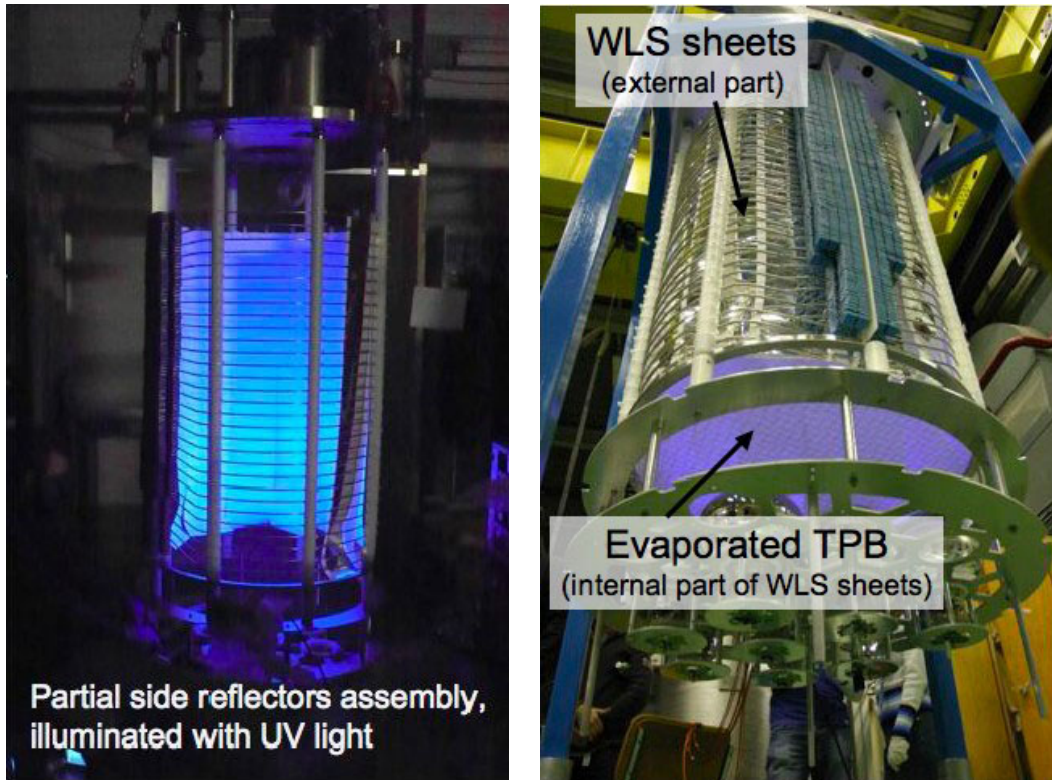 Partial side reflectors assembly,
illuminated with UV light
WLS sheets
(external part)
Evaporated TPB
(internal part of WLS sheets)